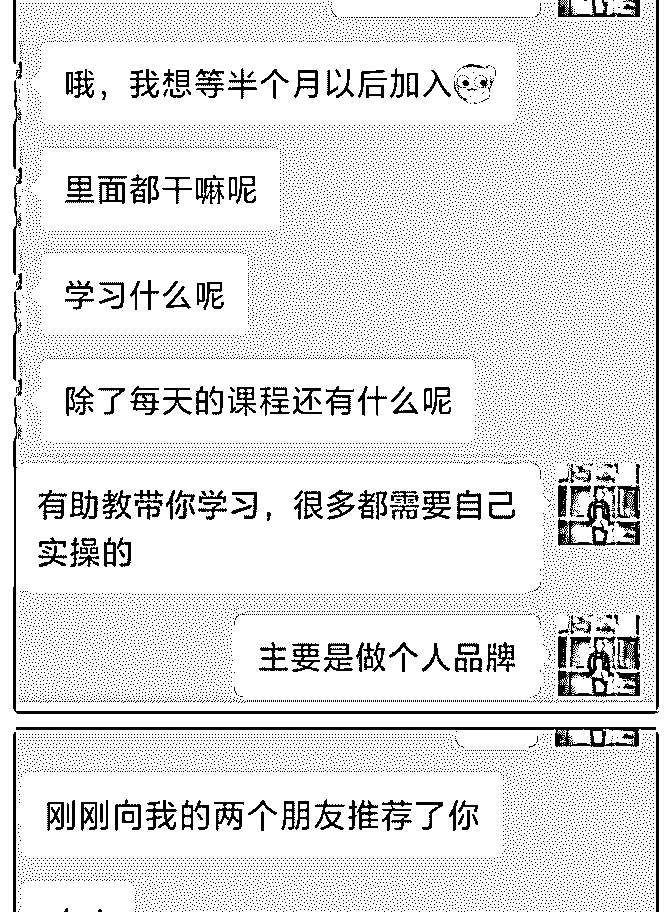 哦，我想等半个月以后加入
里面都干嘛呢
学习什么呢
除了每天的课程还有什么呢
有助教带你学习，很多都需要自己
实操的
主要是做个人品牌
刚刚向我的两个朋友推荐了你